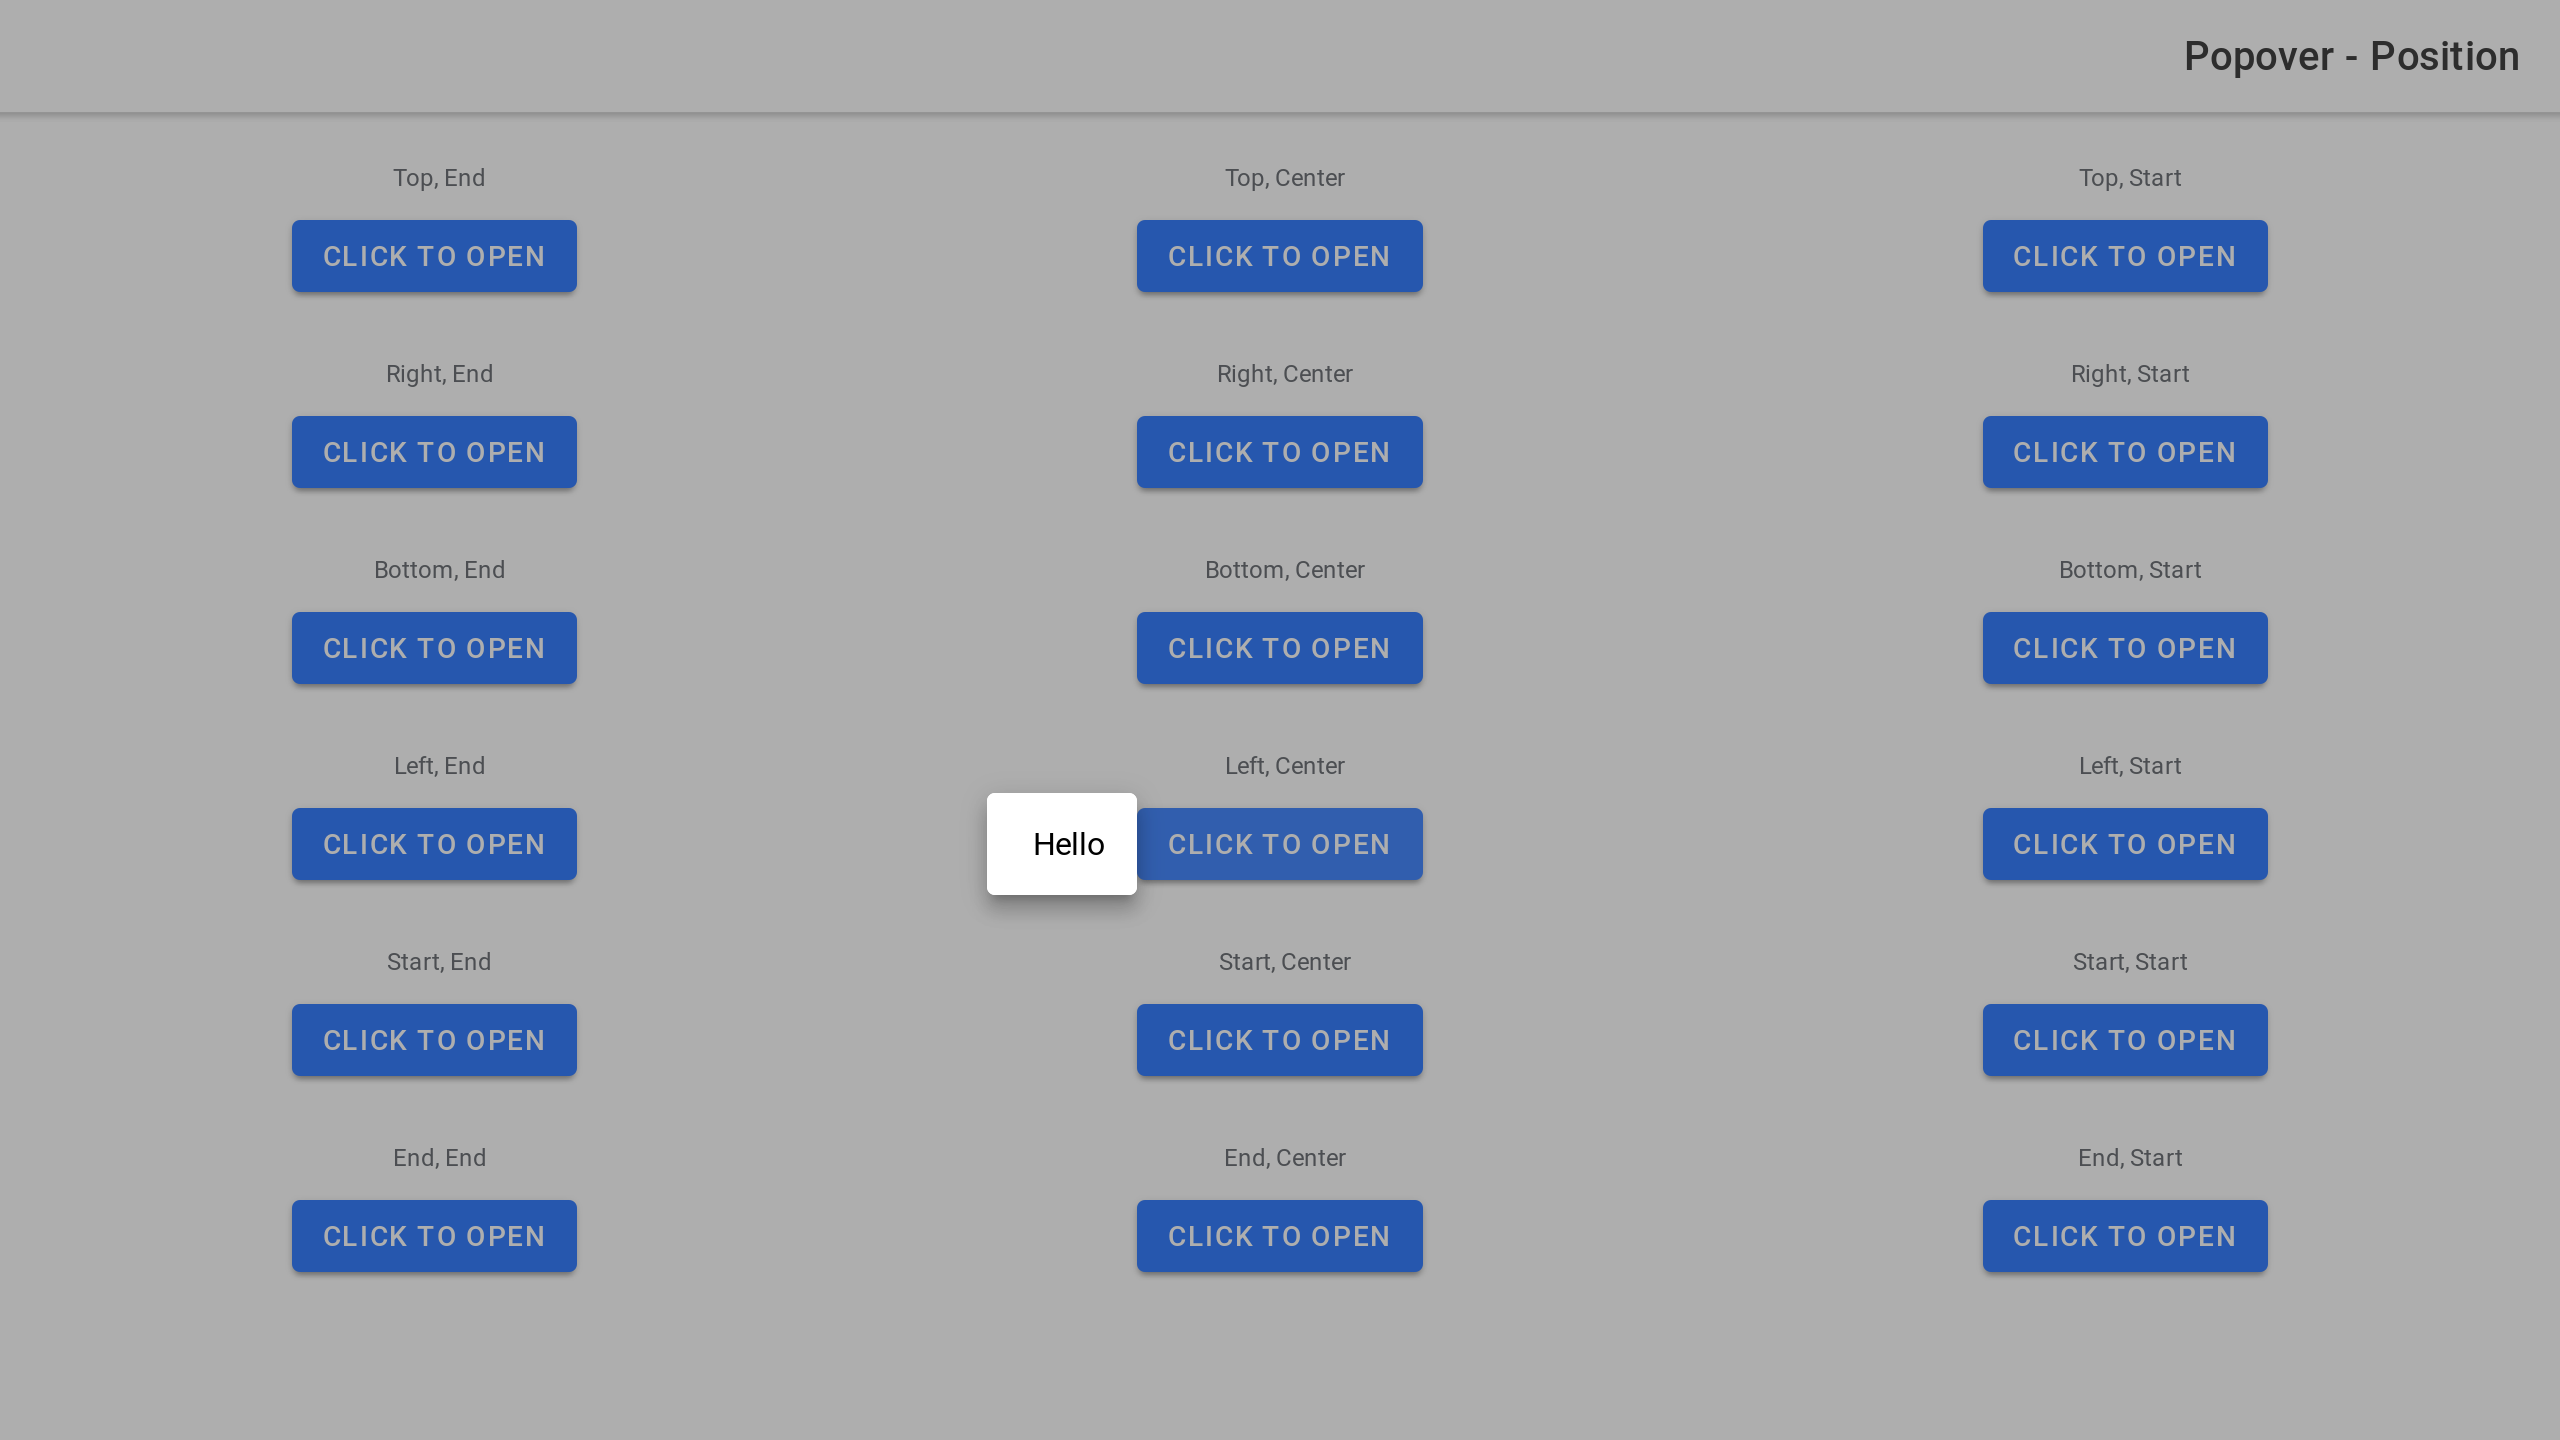 Popover - Position
Top, End
Top, Center
Top, Start
CLICK TO OPEN
CLICK TO OPEN
CLICK TO OPEN
Right, End
Right, Center
Right, Start
CLICK TO OPEN
CLICK TO OPEN
CLICK TO OPEN
Bottom, End
Bottom, Center
Bottom, Start
CLICK TO OPEN
CLICK TO OPEN
CLICK TO OPEN
Left, End
Left, Center
Left, Start
CLICK TO OPEN
Hello
CLICK TO OPEN
CLICK TO OPEN
Start, End
Start, Center
Start, Start
CLICK TO OPEN
CLICK TO OPEN
CLICK TO OPEN
End, End
End, Center
End, Start
CLICK TO OPEN
CLICK TO OPEN
CLICK TO OPEN